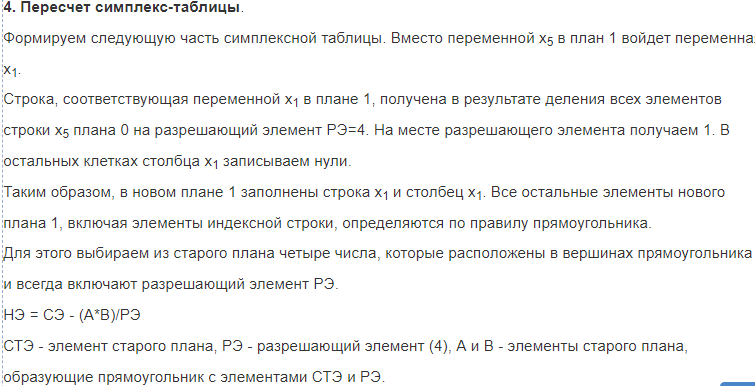 4. Пересчет симплекс-таблицы.
Формируем следующую часть симплексной таблицы. Вместо переменной x5 в план 1 войдет переменна
x1.
Строка, соответствующая переменной x1 в плане 1, получена в результате деления всех элементов
строки x5 плана 0 на разрешающий элемент РЭ=4. На месте разрешающего элемента получаем 1. В
остальных клетках столбца x1 записываем нули.
Таким образом, в новом плане 1 заполнены строка x1 и столбец x1. Все остальные элементы нового
плана 1, включая элементы индексной строки, определяются по правилу прямоугольника.
Для этого выбираем из старого плана четыре числа, которые расположены в вершинах прямоугольника
и всегда включают разрешающий элемент РЭ.
НЭ = СЭ - (А*В)/РЭ
СТЭ - элемент старого плана, РЭ - разрешающий элемент (4), А и В - элементы старого плана,
образующие прямоугольник с элементами СТЭ и РЭ.